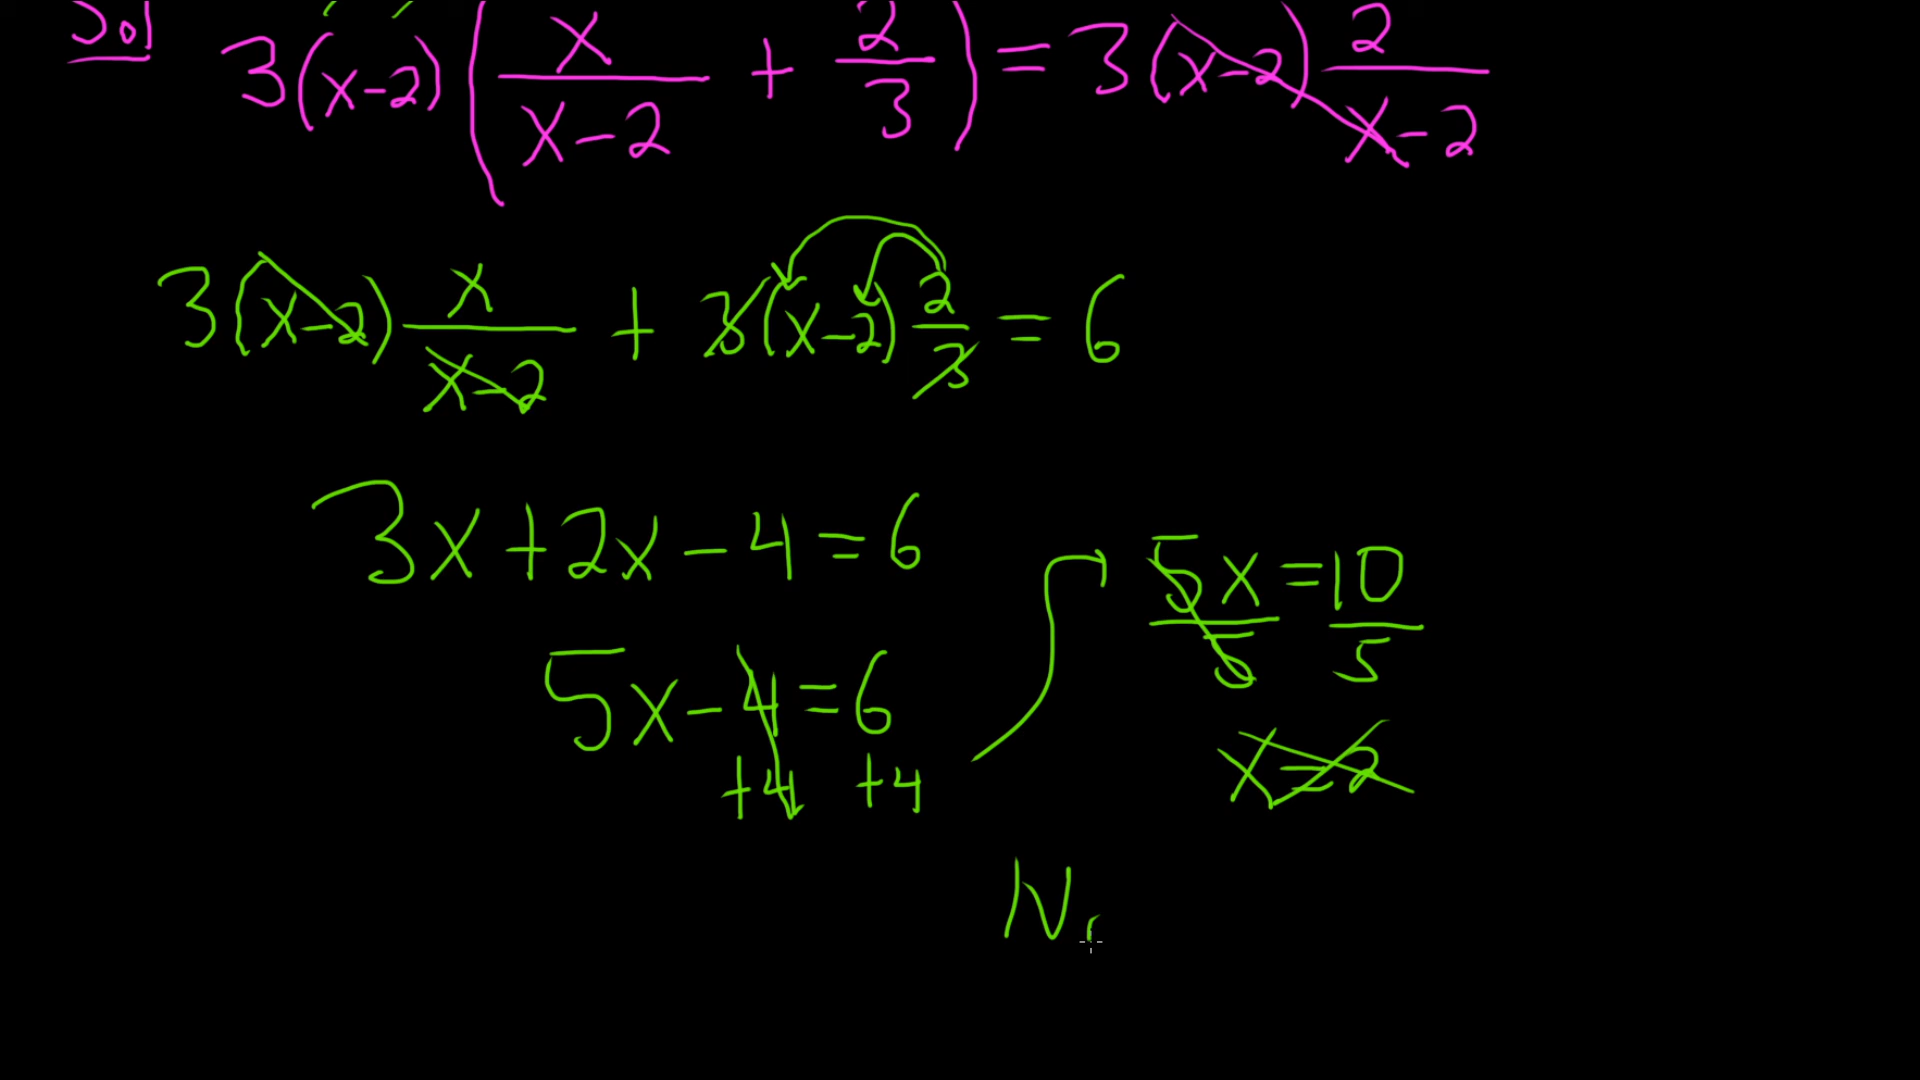 Sol 3(x-2)(x/(x-2) + 2/3) = 3(x-2) 2/(x-2)
3(x-2) x/(x-2) + 3(x-2) 2/3 = 6
3x+2x-4=6
5x-4=6
+4 +4
5x=10
5 5
x=2
N